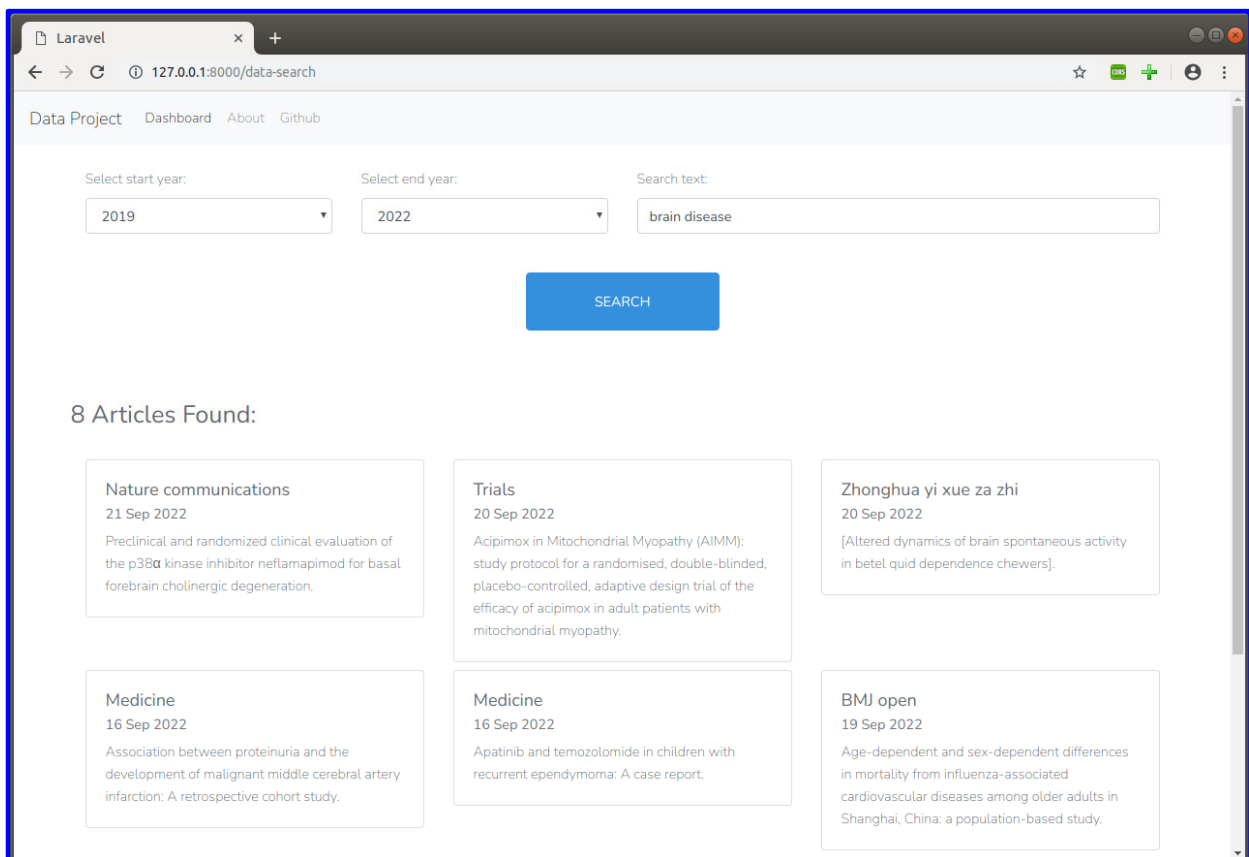 Laravel
127.0.0.1:8000/data-search
CORS
Data Project Dashboard About Github
Select start year: Select end year: Search text:
2019 2022 brain disease
SEARCH
8 Articles Found:
Nature communications
21 Sep 2022
Preclinical and randomized clinical evaluation of
the p38α kinase inhibitor neflamapimod for basal
forebrain cholinergic degeneration.
Trials
20 Sep 2022
Acipimox in Mitochondrial Myopathy (AIMM):
study protocol for a randomised, double-blinded,
placebo-controlled, adaptive design trial of the
efficacy of acipimox in adult patients with
mitochondrial myopathy.
Zhonghua yi xue za zhi
20 Sep 2022
[Altered dynamics of brain spontaneous activity
in betel quid dependence chewers].
Medicine
16 Sep 2022
Association between proteinuria and the
development of malignant middle cerebral artery
infarction: A retrospective cohort study.
Medicine
16 Sep 2022
Apatinib and temozolomide in children with
recurrent ependymoma: A case report.
BMJ open
19 Sep 2022
Age-dependent and sex-dependent differences
in mortality from influenza-associated
cardiovascular diseases among older adults in
Shanghai, China: a population-based study.